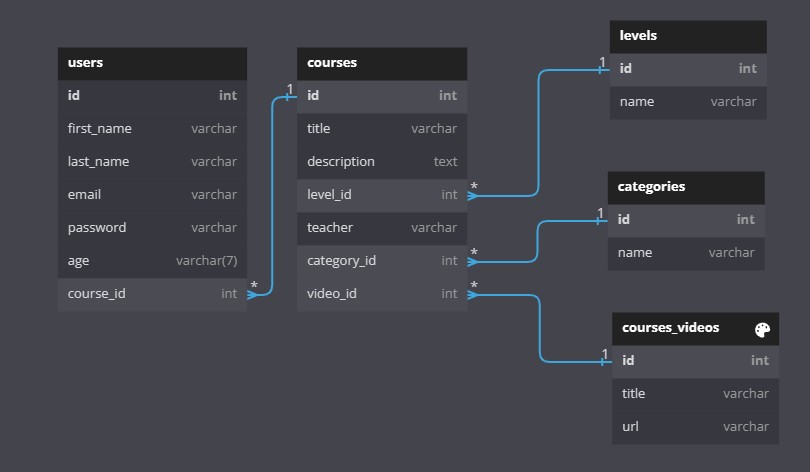 users
id int
first_name varchar
last_name varchar
email varchar
password varchar
age varchar(7)
course_id int
*
1
courses
id int
title varchar
description text
level_id int
teacher varchar
category_id int
video_id int
*
*
*
1
levels
id int
name varchar
1
categories
id int
name varchar
1
courses_videos
id int
title varchar
url varchar